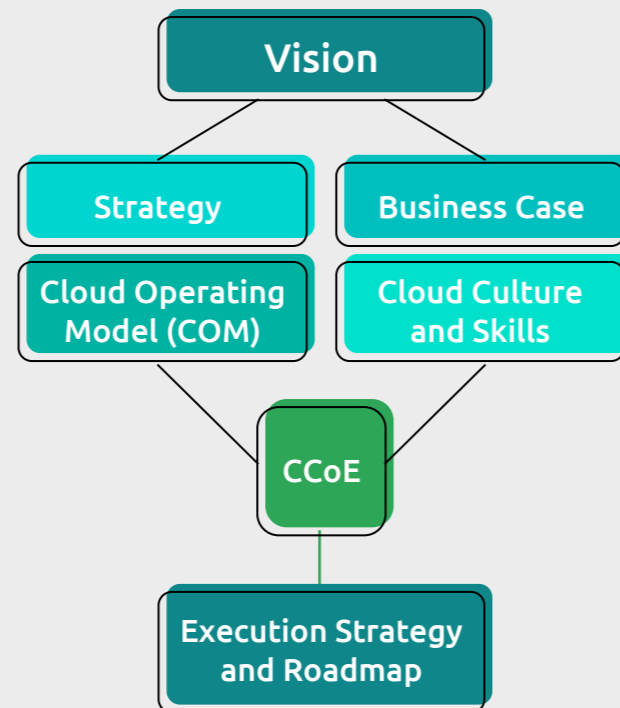 Vision
Strategy
Business Case
Cloud Operating
Model (COM)
Cloud Culture
and Skills
CCoE
Execution Strategy
and Roadmap